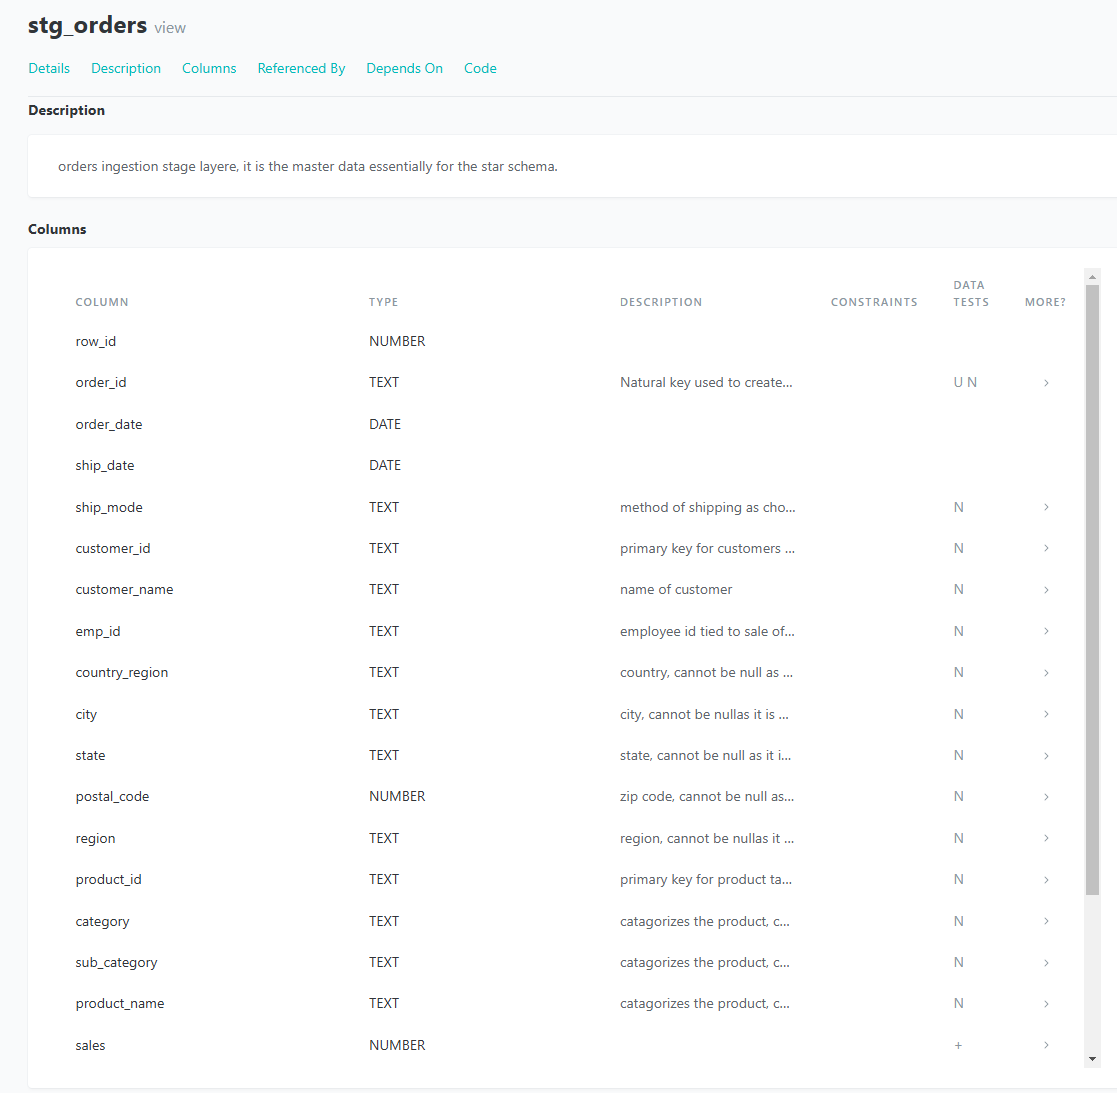 stg_orders view
Details Description Columns Referenced By Depends On Code
Description
orders ingestion stage layere, it is the master data essentially for the star schema.
Columns
COLUMN TYPE DESCRIPTION CONSTRAINTS DATA TESTS MORE?
row_id NUMBER
order_id TEXT Natural key used to create... U N >
order_date DATE
ship_date DATE
ship_mode TEXT method of shipping as cho... N >
customer_id TEXT primary key for customers ... N >
customer_name TEXT name of customer N >
emp_id TEXT employee id tied to sale of... N >
country_region TEXT country, cannot be null as ... N >
city TEXT city, cannot be nullas it is ... N >
state TEXT state, cannot be null as it i... N >
postal_code NUMBER zip code, cannot be null as... N >
region TEXT region, cannot be nullas it ... N >
product_id TEXT primary key for product ta... N >
category TEXT catagorizes the product, c... N >
sub_category TEXT catagorizes the product, c... N >
product_name TEXT catagorizes the product, c... N >
sales NUMBER + >